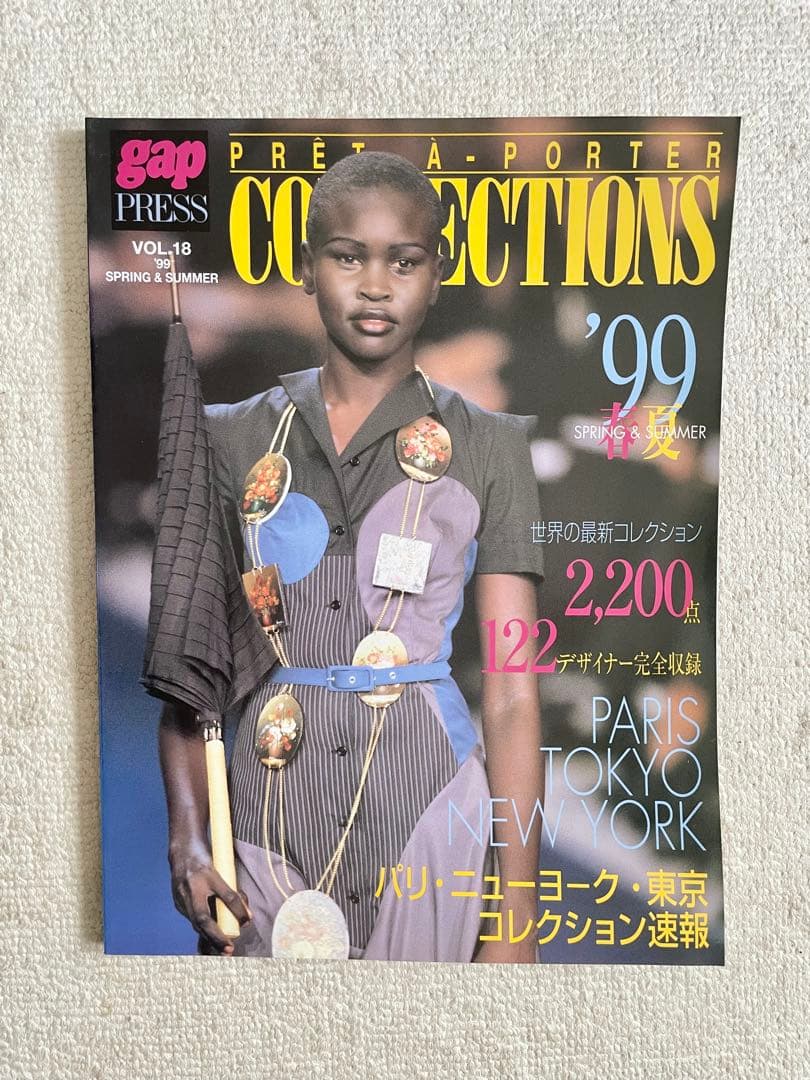 gap
PRESS
VOL.18
'99
SPRING & SUMMER
PRÊT À-PORTER
COLLECTIONS
'99
春夏
SPRING & SUMMER
世界の最新コレクション
2,200点
122デザイナー完全収録
PARIS
TOKYO
NEW YORK
パリ・ニューヨーク・東京
コレクション速報